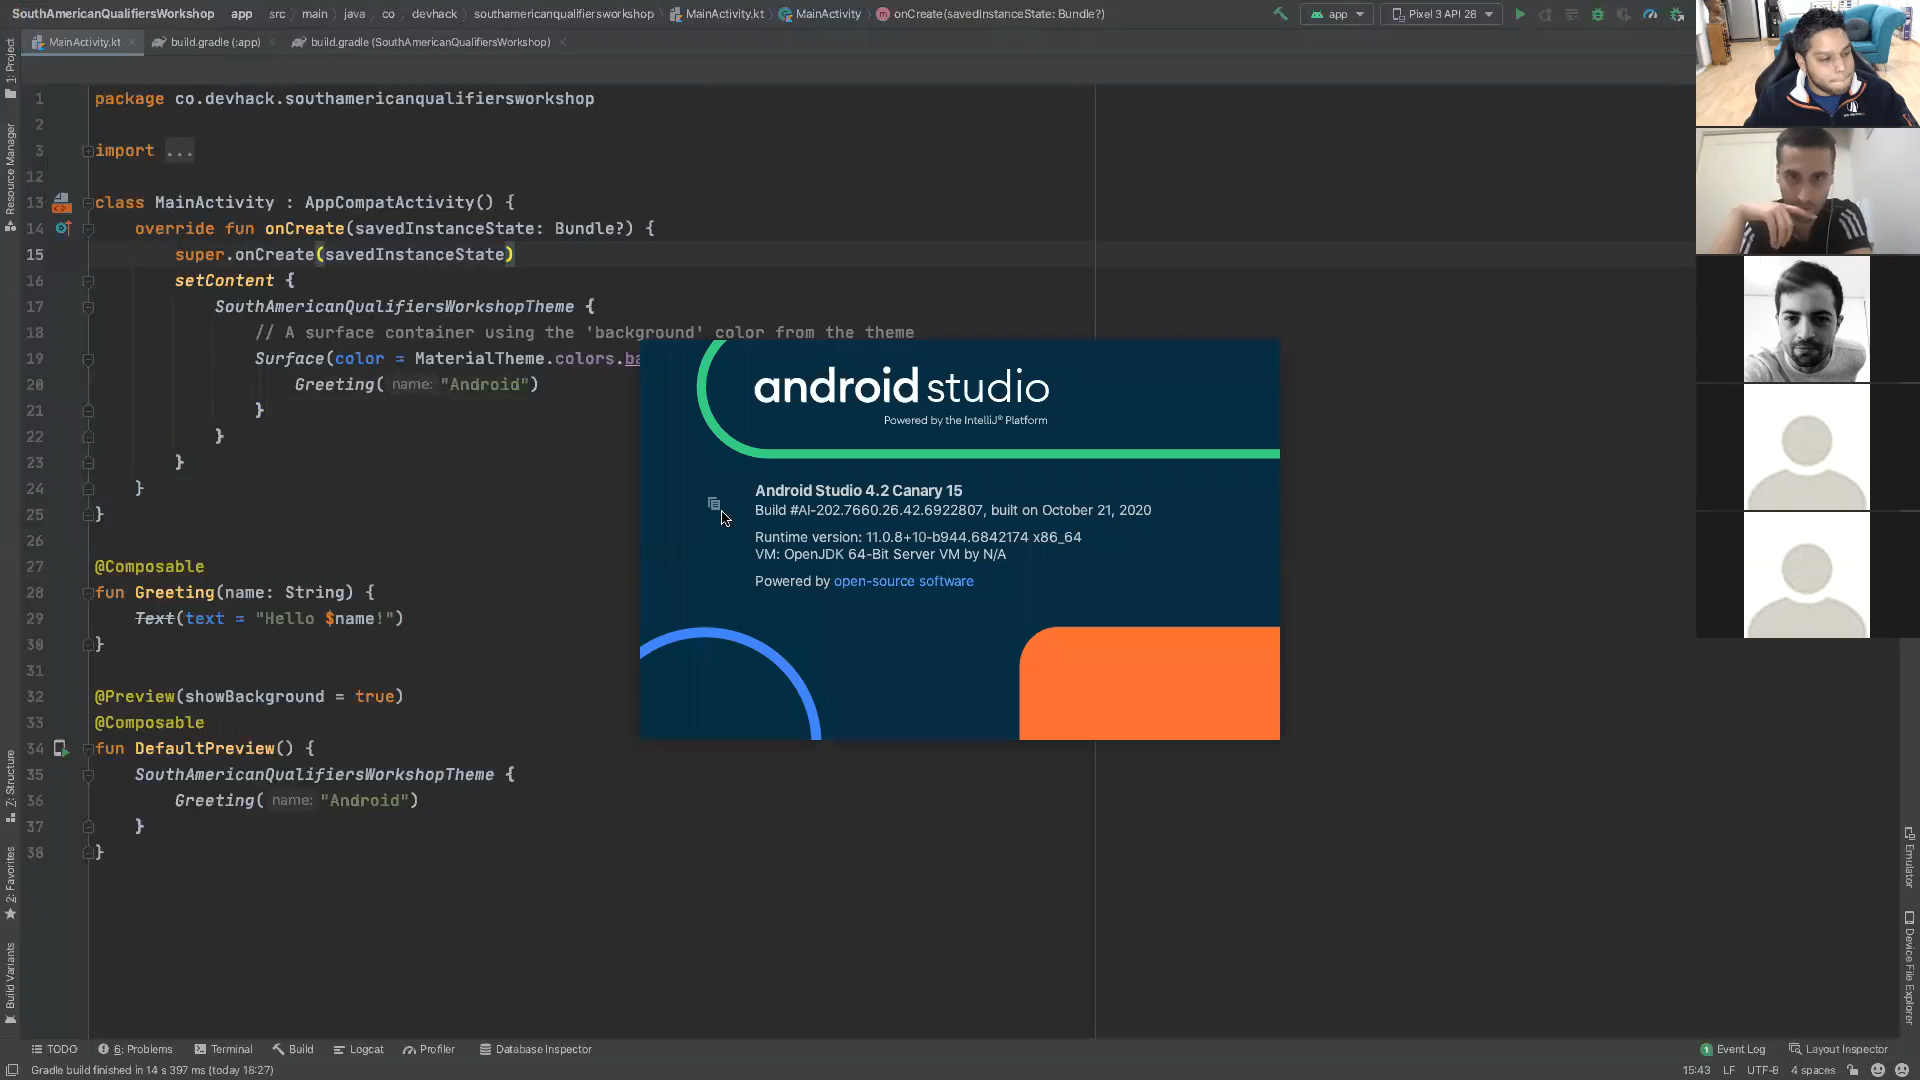 SouthAmericanQualifiersWorkshop app src main java co devhack southamericanqualifiersworkshop MainActivity.kt MainActivity onCreate(savedInstanceState: Bundle?) app Pixel 3 API 28
MainActivity.kt build.gradle (:app) build.gradle (SouthAmericanQualifiersWorkshop)
1: Project
Resource Manager
Z: Structure
2: Favorites
Build Variants
1 package co.devhack.southamericanqualifiersworkshop
2
3 import ...
12
13 class MainActivity : AppCompatActivity() {
14 override fun onCreate(savedInstanceState: Bundle?) {
15 super.onCreate(savedInstanceState)
16 setContent {
17 SouthAmericanQualifiersWorkshopTheme {
18 // A surface container using the 'background' color from the theme
19 Surface(color = MaterialTheme.colors.ba
20 Greeting( name: "Android")
21 }
22 }
23 }
24 }
25 }
26
27 @Composable
28 fun Greeting(name: String) {
29 Text(text = "Hello $name!")
30 }
31
32 @Preview(showBackground = true)
33 @Composable
34 fun DefaultPreview() {
35 SouthAmericanQualifiersWorkshopTheme {
36 Greeting( name: "Android")
37 }
38 }
android studio
Powered by the IntelliJ® Platform
Android Studio 4.2 Canary 15
Build #AI-202.7660.26.42.6922807, built on October 21, 2020
Runtime version: 11.0.8+10-b944.6842174 x86_64
VM: OpenJDK 64-Bit Server VM by N/A
Powered by open-source software
Emulator
Device File Explorer
TODO 6: Problems Terminal Build Logcat Profiler Database Inspector 1 Event Log Layout Inspector
Gradle build finished in 14 s 397 ms (today 18:27) 15:43 LF UTF-8 4 spaces